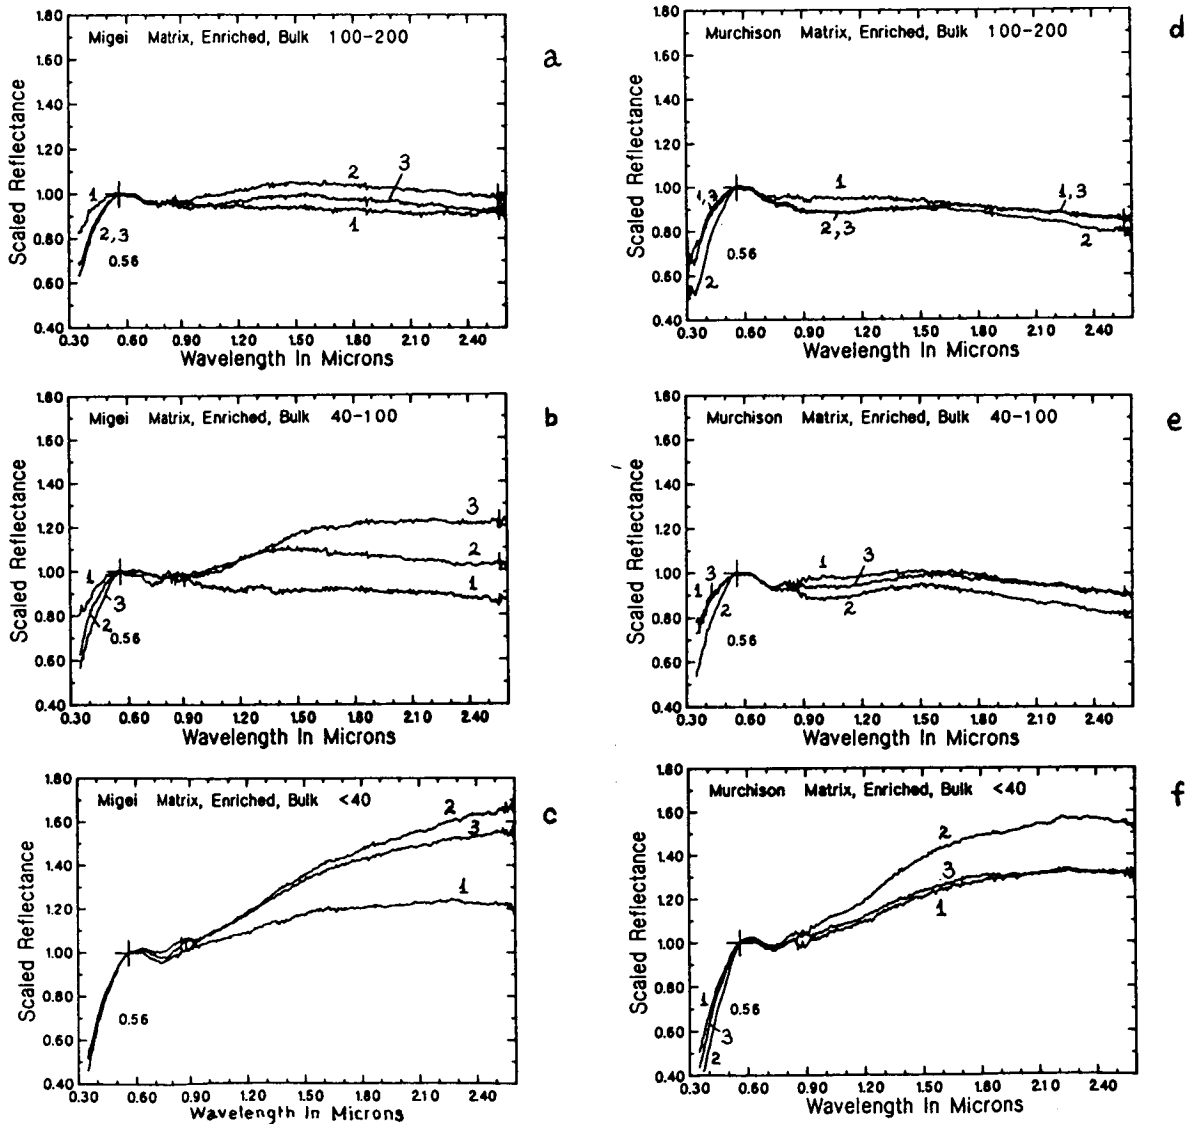 Migei Matrix, Enriched, Bulk 100-200
a
Scaled Reflectance
1.80
1.60
1.40
1.20
1.00
0.80
0.60
0.40
1
2,3
0.56
2
3
1
0.30 0.60 0.90 1.20 1.50 1.80 2.10 2.40
Wavelength In Microns
Murchison Matrix, Enriched, Bulk 100-200
d
Scaled Reflectance
1.80
1.60
1.40
1.20
1.00
0.80
0.60
0.40
1,3
2
0.56
1
2,3
1,3
2
0.30 0.60 0.90 1.20 1.50 1.80 2.10 2.40
Wavelength In Microns
Migei Matrix, Enriched, Bulk 40-100
b
Scaled Reflectance
1.80
1.60
1.40
1.20
1.00
0.80
0.60
0.40
1
3
2
0.56
3
2
1
0.30 0.60 0.90 1.20 1.50 1.80 2.10 2.40
Wavelength In Microns
Murchison Matrix, Enriched, Bulk 40-100
e
Scaled Reflectance
1.80
1.60
1.40
1.20
1.00
0.80
0.60
0.40
3
1
2
0.56
1
3
2
0.30 0.60 0.90 1.20 1.50 1.80 2.10 2.40
Wavelength In Microns
Migei Matrix, Enriched, Bulk <40
c
Scaled Reflectance
1.80
1.60
1.40
1.20
1.00
0.80
0.60
0.40
0.56
2
3
1
0.30 0.60 0.90 1.20 1.50 1.80 2.10 2.40
Wavelength In Microns
Murchison Matrix, Enriched, Bulk <40
f
Scaled Reflectance
1.80
1.60
1.40
1.20
1.00
0.80
0.60
0.40
1
3
2
0.56
2
3
1
0.30 0.60 0.90 1.20 1.50 1.80 2.10 2.40
Wavelength In Microns